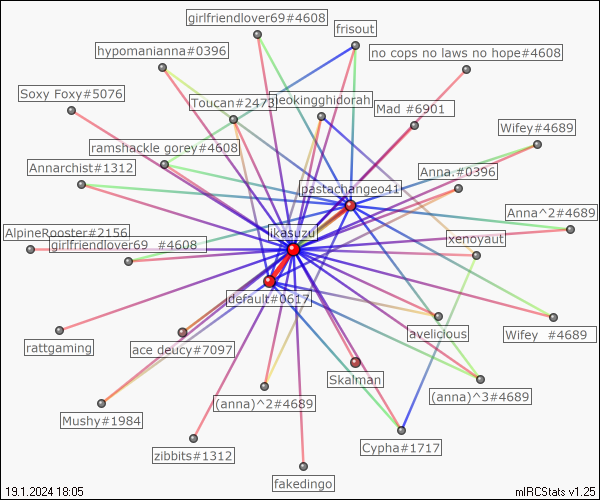 girlfriendlover69#4608
frisout
hypomanianna#0396
no cops no laws no hope#4608
Soxy Foxy#5076
Toucan#2473
eokingghidorah
Mad #6901
Wifey#4689
ramshackle gorey#4608
Annarchist#1312
Anna.#0396
pastachangeo41
Anna^2#4689
AlpineRooster#2156
ikasuzu
xenoyaut
girlfriendlover69 #4608
default#0617
avelicious
Wifey #4689
rattgaming
ace deucy#7097
Skalman
(anna)^2#4689
(anna)^3#4689
Mushy#1984
Cypha#1717
zibbits#1312
fakedingo
19.1.2024 18:05
mIRCStats v1.25